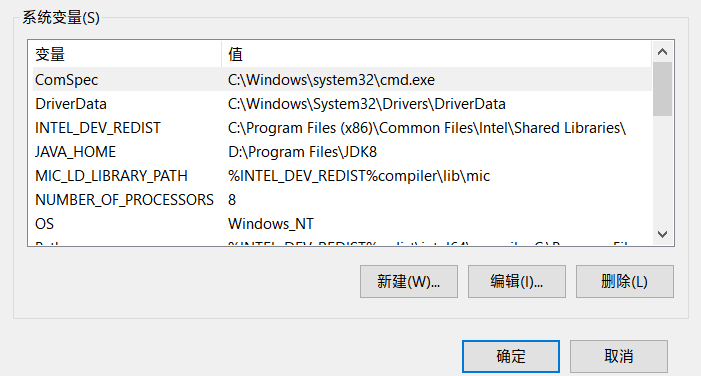 系统变量(S)
变量 值
ComSpec C:\Windows\system32\cmd.exe
DriverData C:\Windows\System32\Drivers\DriverData
INTEL_DEV_REDIST C:\Program Files (x86)\Common Files\Intel\Shared Libraries\
JAVA_HOME D:\Program Files\JDK8
MIC_LD_LIBRARY_PATH %INTEL_DEV_REDIST%compiler\lib\mic
NUMBER_OF_PROCESSORS 8
OS Windows_NT
新建(W)... 编辑(I)... 删除(L)
确定 取消